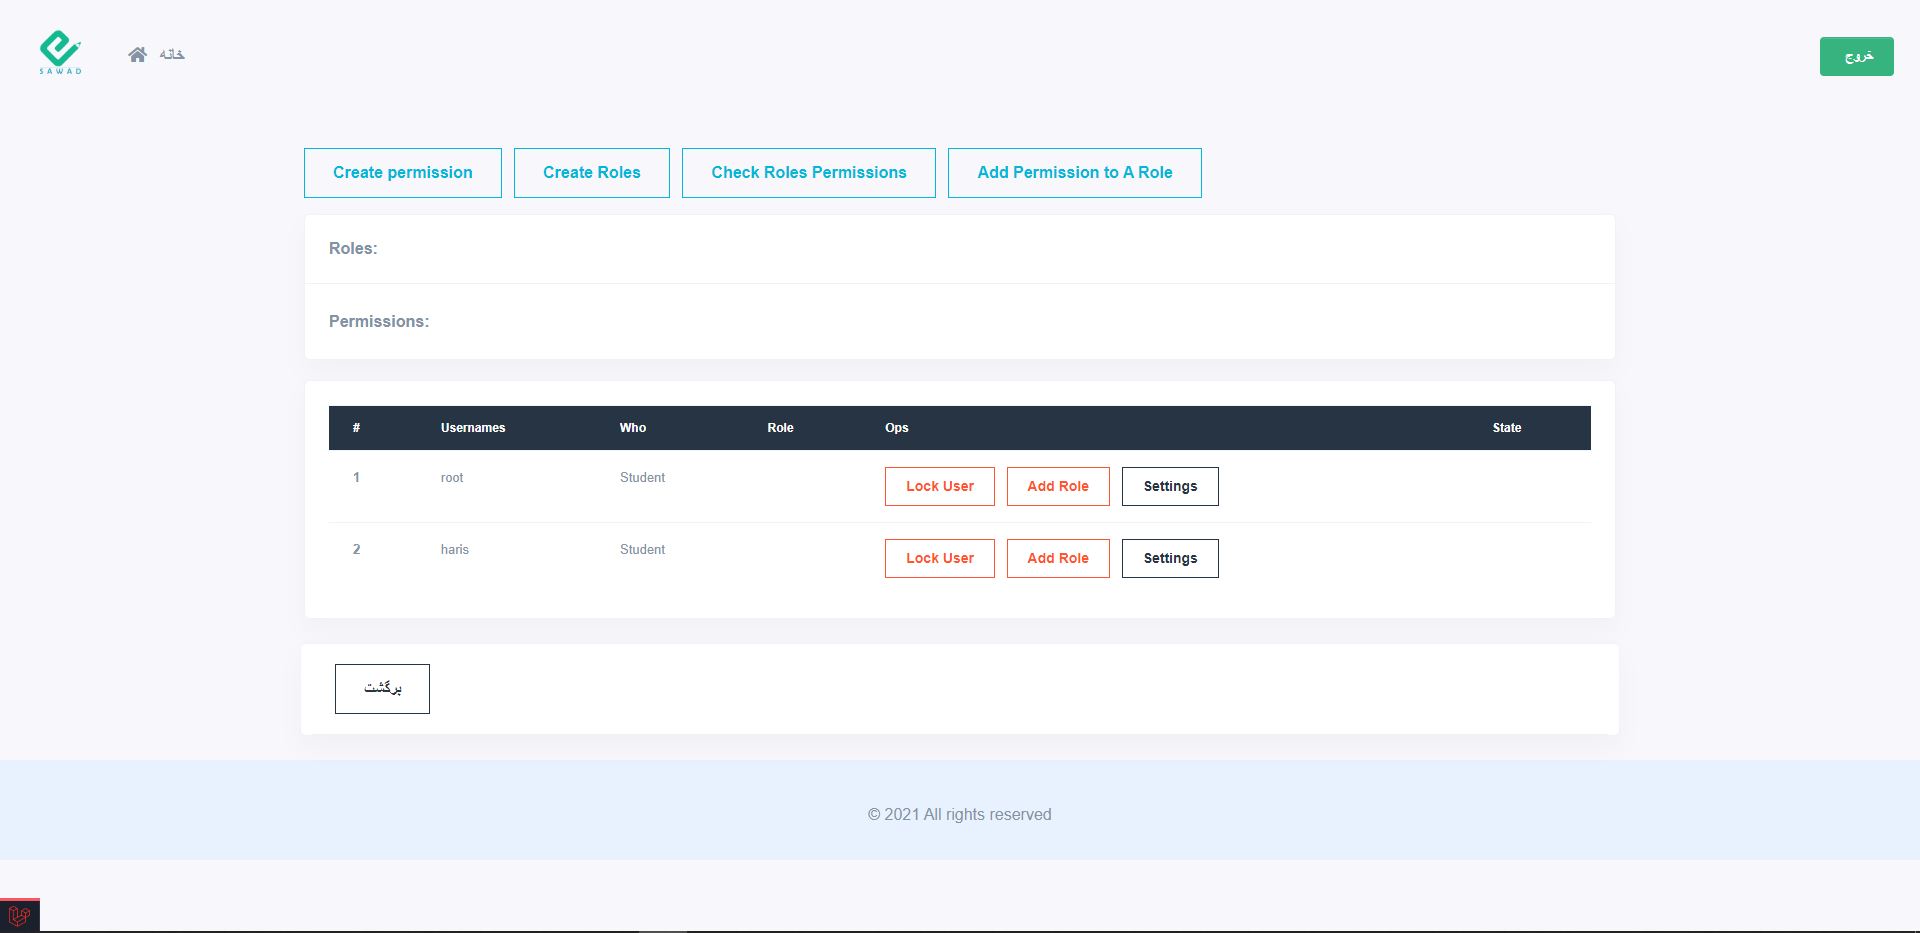 SAWAD
خانه
خروج
Create permission
Create Roles
Check Roles Permissions
Add Permission to A Role
Roles:
Permissions:
# Usernames Who Role Ops State
1 root Student Lock User Add Role Settings
2 haris Student Lock User Add Role Settings
برگشت
© 2021 All rights reserved